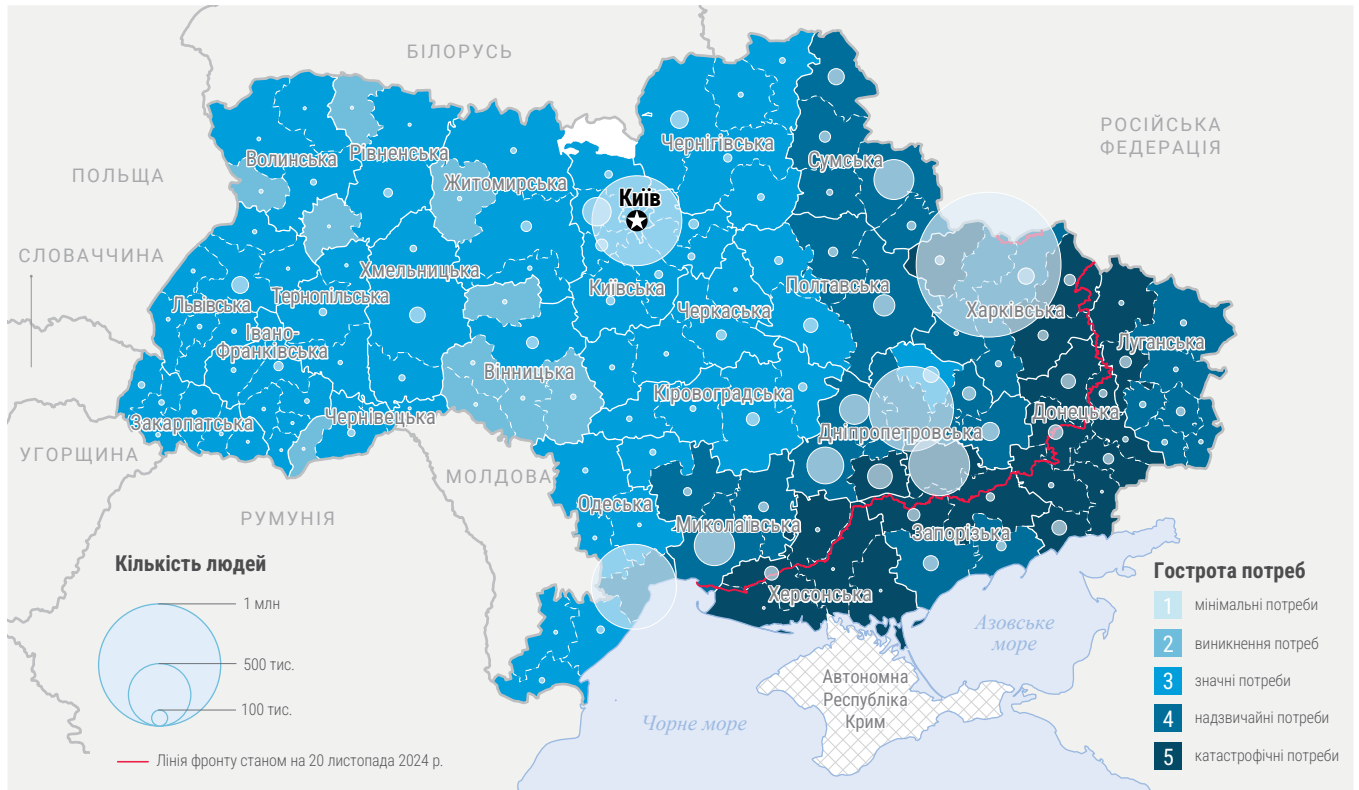 БІЛОРУСЬ
РОСІЙСЬКА
ФЕДЕРАЦІЯ
ПОЛЬЩА
СЛОВАЧЧИНА
УГОРЩИНА
РУМУНІЯ
МОЛДОВА
Волинська
Рівненська
Житомирська
Чернігівська
Сумська
Київ
Київська
Хмельницька
Львівська
Тернопільська
Івано-
Франківська
Закарпатська
Чернівецька
Вінницька
Черкаська
Полтавська
Харківська
Луганська
Кіровоградська
Дніпропетровська
Донецька
Одеська
Миколаївська
Запорізька
Херсонська
Автономна
Республіка
Крим
Азовське
море
Чорне море
Кількість людей
1 млн
500 тис.
100 тис.
Лінія фронту станом на 20 листопада 2024 р.
Гострота потреб
1 мінімальні потреби
2 виникнення потреб
3 значні потреби
4 надзвичайні потреби
5 катастрофічні потреби